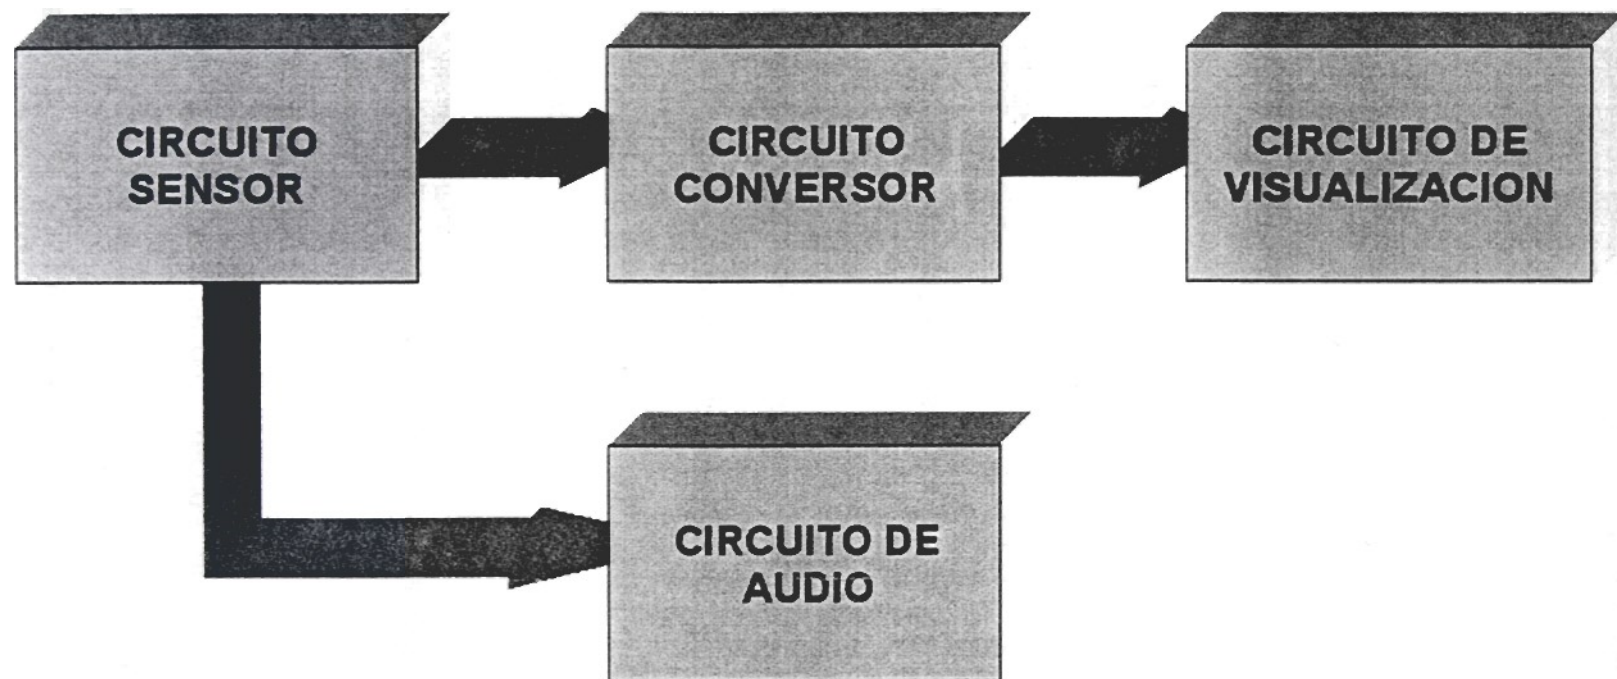 CIRCUITO
SENSOR
CIRCUITO
CONVERSOR
CIRCUITO DE
VISUALIZACION
CIRCUITO DE
AUDIO